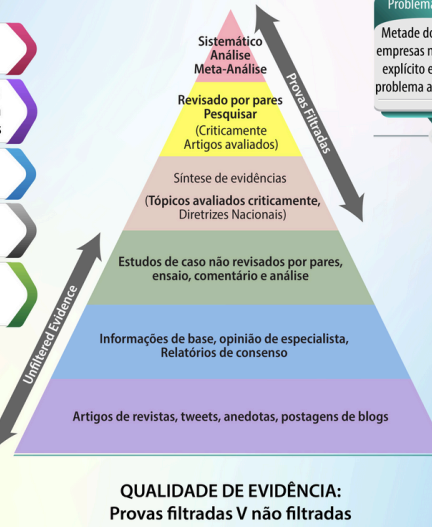 Sistemático
Análise
Meta-Análise
Revisado por pares
Pesquisar
(Criticamente
Artigos avaliados)
Síntese de evidências
(Tópicos avaliados criticamente,
Diretrizes Nacionais)
Estudos de caso não revisados por pares,
ensaio, comentário e análise
Informações de base, opinião de especialista,
Relatórios de consenso
Artigos de revistas, tweets, anedotas, postagens de blogs
Provas Filtradas
Unfiltered Evidence
Problema
Metade do
empresas n
explícito e
problema a
QUALIDADE DE EVIDÊNCIA:
Provas filtradas V não filtradas